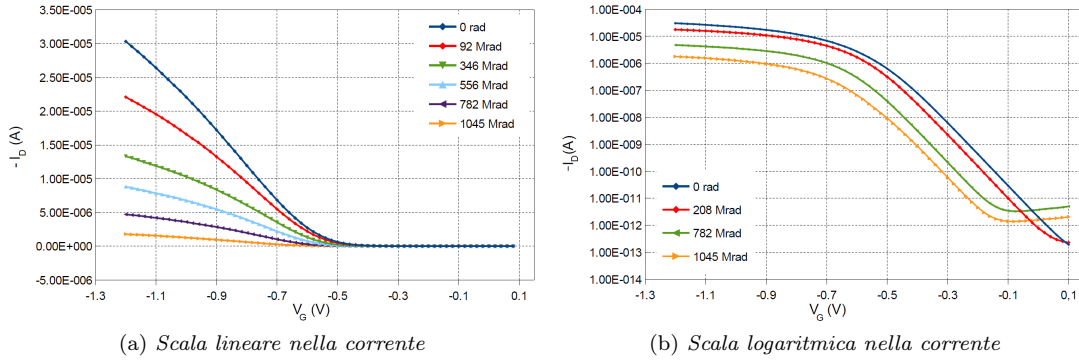 3.50E-005
3.00E-005
2.50E-005
2.00E-005
1.50E-005
1.00E-005
5.00E-006
0.00E+000
-5.00E-006
- I_D (A)
0 rad
92 Mrad
346 Mrad
556 Mrad
782 Mrad
1045 Mrad
-1.3 -1.1 -0.9 -0.7 -0.5 -0.3 -0.1 0.1
V_G (V)
(a) Scala lineare nella corrente
1.00E-004
1.00E-005
1.00E-006
1.00E-007
1.00E-008
1.00E-009
1.00E-010
1.00E-011
1.00E-012
1.00E-013
1.00E-014
-I_D(A)
0 rad
208 Mrad
782 Mrad
1045 Mrad
-1.3 -1.1 -0.9 -0.7 -0.5 -0.3 -0.1 0.1
V_G (V)
(b) Scala logaritmica nella corrente